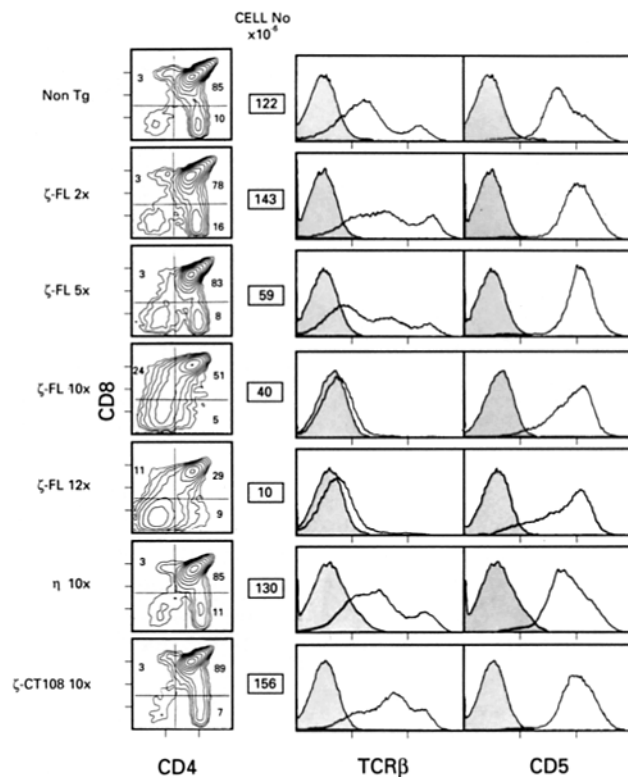 CELL No
x10-6
Non Tg
3
85
10
122
ζ-FL 2x
3
78
16
143
ζ-FL 5x
3
83
8
59
ζ-FL 10x
24
51
5
40
CD8
ζ-FL 12x
11
29
9
10
η 10x
3
85
11
130
ζ-CT108 10x
3
89
7
156
CD4
TCRβ
CD5